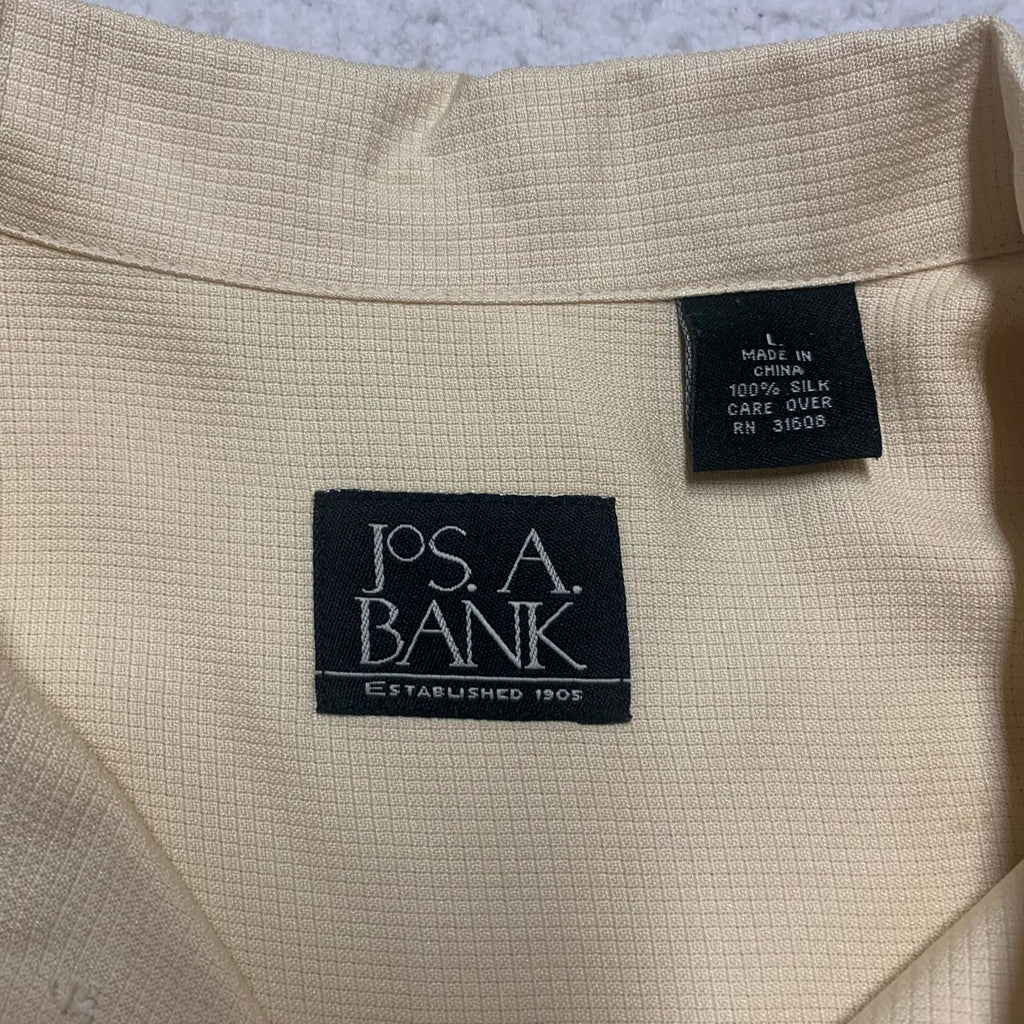 L
MADE IN
CHINA
100% SILK
CARE OVER
RN 31608
JOS. A.
BANK
ESTABLISHED 1905